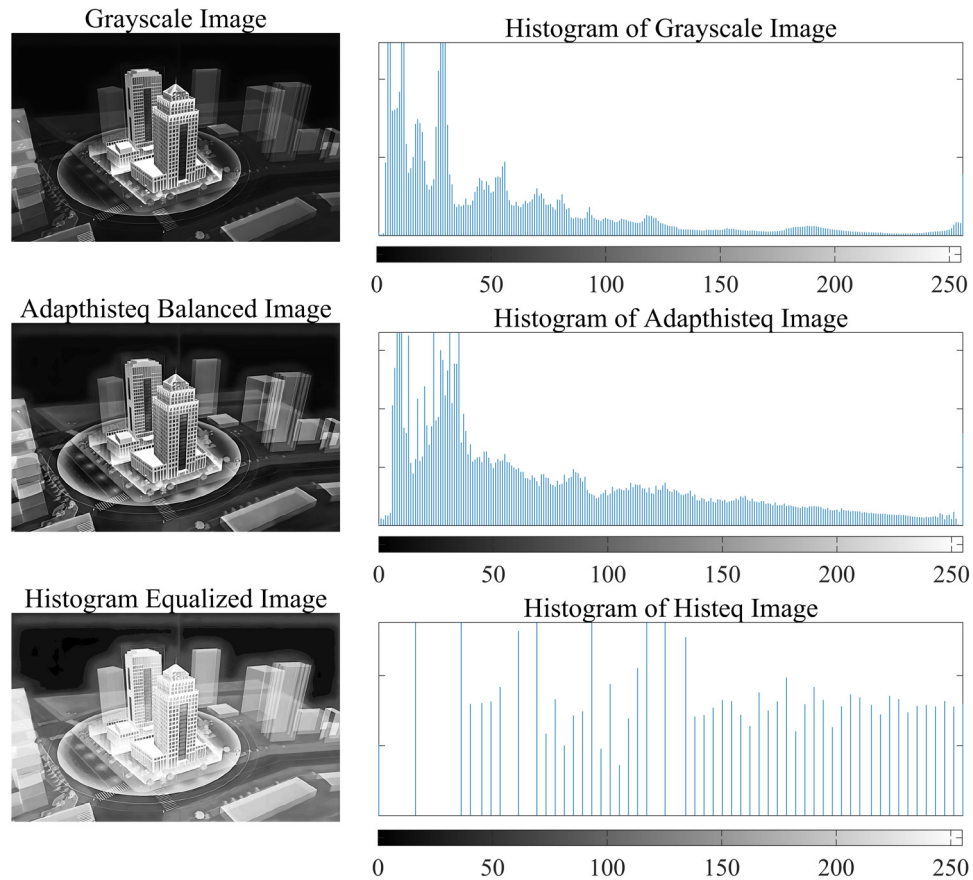 Grayscale Image
Histogram of Grayscale Image
0 50 100 150 200 250
Adapthisteq Balanced Image
Histogram of Adapthisteq Image
0 50 100 150 200 250
Histogram Equalized Image
Histogram of Histeq Image
0 50 100 150 200 250